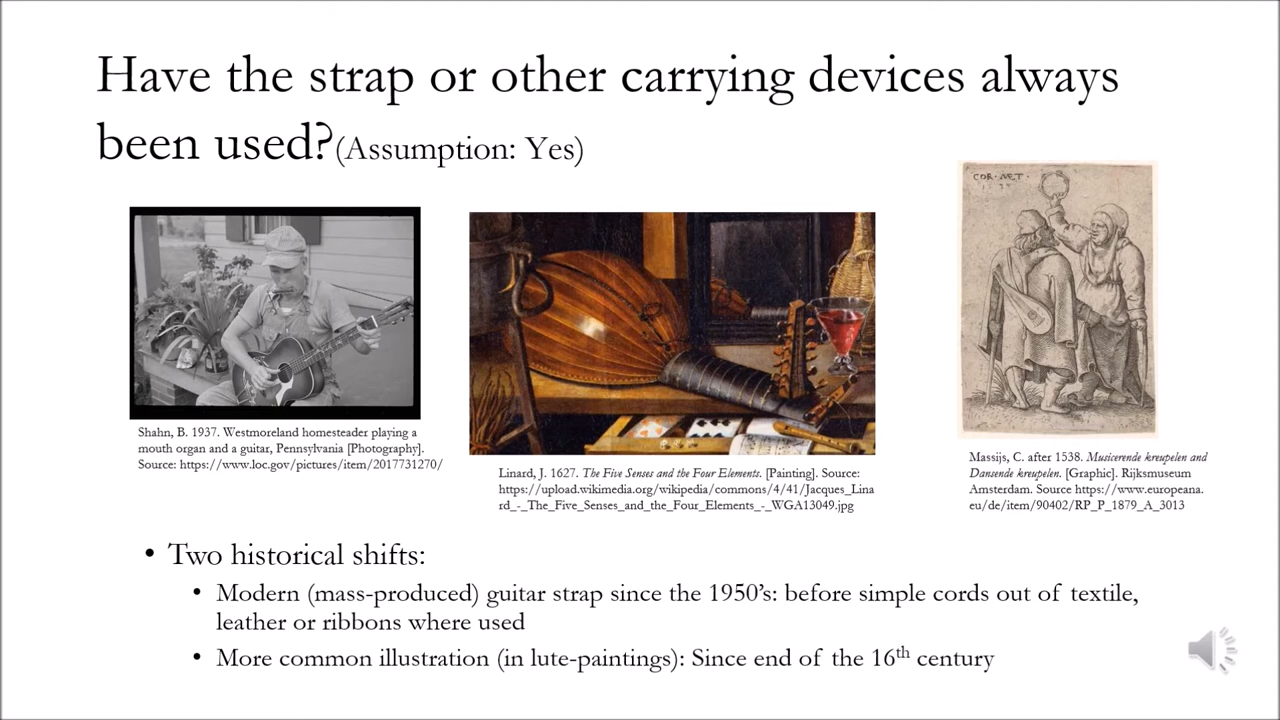 Have the strap or other carrying devices always
been used?(Assumption: Yes)
COR·MET·
Shahn, B. 1937. Westmoreland homesteader playing a
mouth organ and a guitar, Pennsylvania [Photography].
Source: https://www.loc.gov/pictures/item/2017731270/
Linard, J. 1627. The Five Senses and the Four Elements. [Painting]. Source:
https://upload.wikimedia.org/wikipedia/commons/4/41/Jacques_Lina
rd_-_The_Five_Senses_and_the_Four_Elements_-_WGA13049.jpg
Massijs, C. after 1538. Musicerende kreupelen and
Dansende kreupelen. [Graphic]. Rijksmuseum
Amsterdam. Source https://www.europeana.
eu/de/item/90402/RP_P_1879_A_3013
• Two historical shifts:
• Modern (mass-produced) guitar strap since the 1950's: before simple cords out of textile,
leather or ribbons where used
• More common illustration (in lute-paintings): Since end of the 16th century